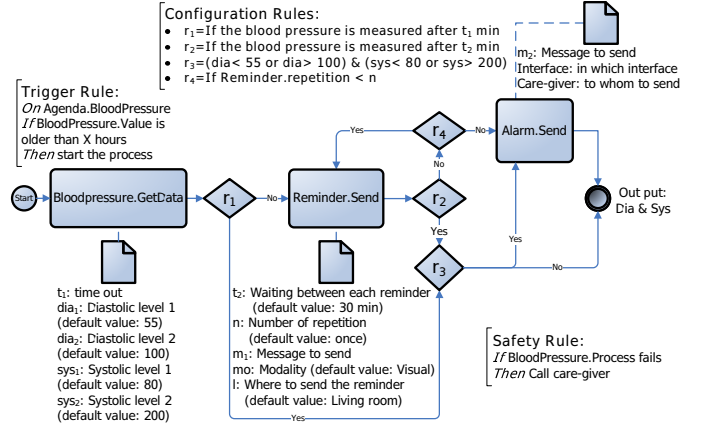 Configuration Rules:
• r₁=If the blood pressure is measured after t₁ min
• r₂=If the blood pressure is measured after t₂ min
• r₃=(dia< 55 or dia> 100) & (sys< 80 or sys> 200)
• r₄=If Reminder.repetition < n
m₂: Message to send
Interface: in which interface
Care-giver: to whom to send
Trigger Rule:
On Agenda.BloodPressure
If BloodPressure.Value is
older than X hours
Then start the process
Start
Bloodpressure.GetData
r₁
No
Reminder.Send
Yes
r₄
No
Alarm.Send
No
r₂
Yes
r₃
Yes
No
Out put:
Dia & Sys
t₁: time out
dia₁: Diastolic level 1
(default value: 55)
dia₂: Diastolic level 2
(default value: 100)
sys₁: Systolic level 1
(default value: 80)
sys₂: Systolic level 2
(default value: 200)
t₂: Waiting between each reminder
(default value: 30 min)
n: Number of repetition
(default value: once)
m₁: Message to send
mo: Modality (default value: Visual)
l: Where to send the reminder
(default value: Living room)
Yes
Safety Rule:
If BloodPressure.Process fails
Then Call care-giver